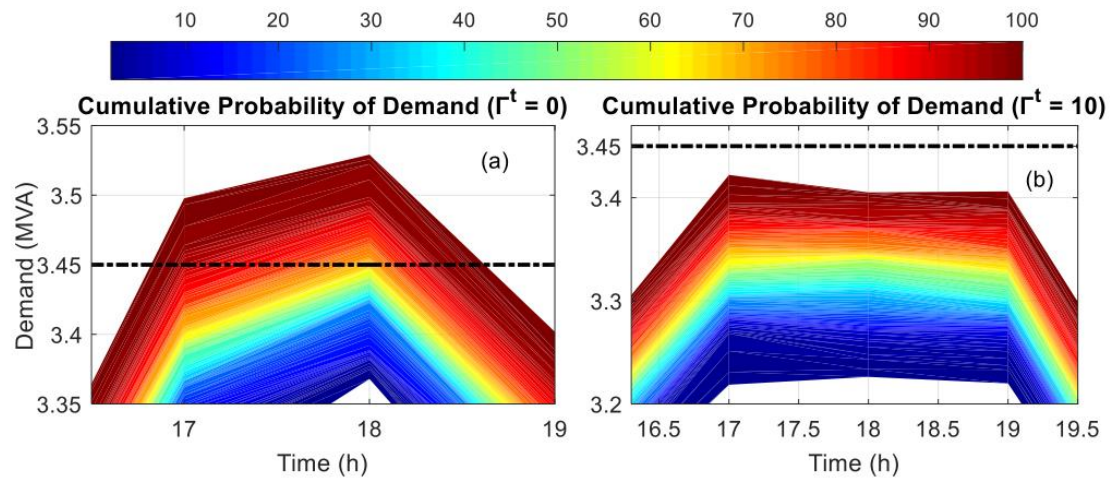 10 20 30 40 50 60 70 80 90 100
Cumulative Probability of Demand (Γᵗ = 0)
Cumulative Probability of Demand (Γᵗ = 10)
3.55
3.5
3.45
3.4
3.35
Demand (MVA)
(a)
17 18 19
Time (h)
3.45
3.4
3.3
3.2
(b)
16.5 17 17.5 18 18.5 19 19.5
Time (h)